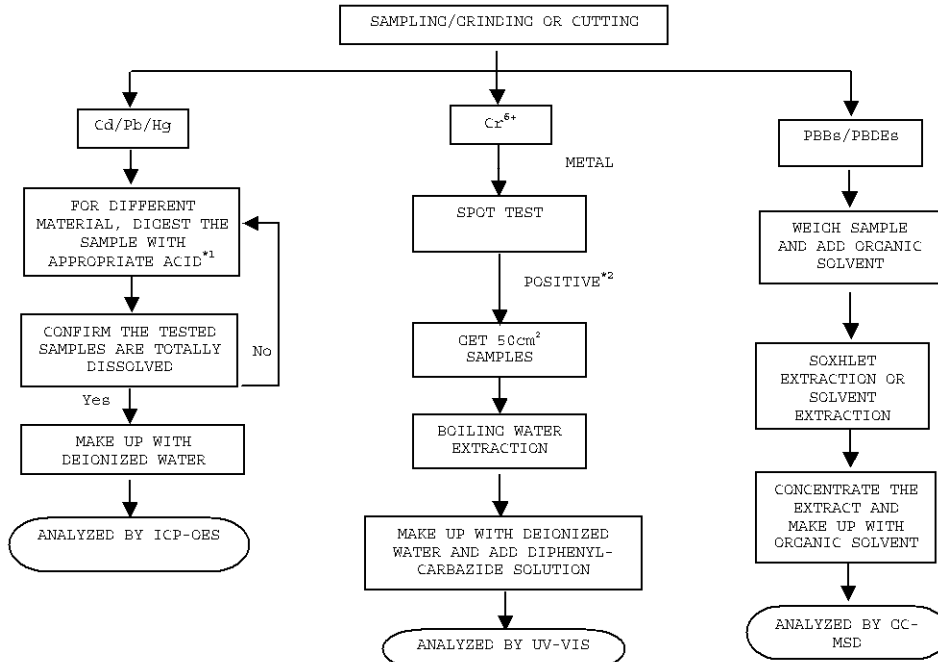 SAMPLING/GRINDING OR CUTTING
Cd/Pb/Hg
FOR DIFFERENT
MATERIAL, DIGEST THE
SAMPLE WITH
APPROPRIATE ACID*1
CONFIRM THE TESTED
SAMPLES ARE TOTALLY
DISSOLVED
No
Yes
MAKE UP WITH
DEIONIZED WATER
ANALYZED BY ICP-OES
Cr6+
METAL
SPOT TEST
POSITIVE*2
GET 50cm2
SAMPLES
BOILING WATER
EXTRACTION
MAKE UP WITH DEIONIZED
WATER AND ADD DIPHENYL-
CARBAZIDE SOLUTION
ANALYZED BY UV-VIS
PBBs/PBDEs
WEIGH SAMPLE
AND ADD ORGANIC
SOLVENT
SOXHLET
EXTRACTION OR
SOLVENT
EXTRACTION
CONCENTRATE THE
EXTRACT AND
MAKE UP WITH
ORGANIC SOLVENT
ANALYZED BY GC-
MSD